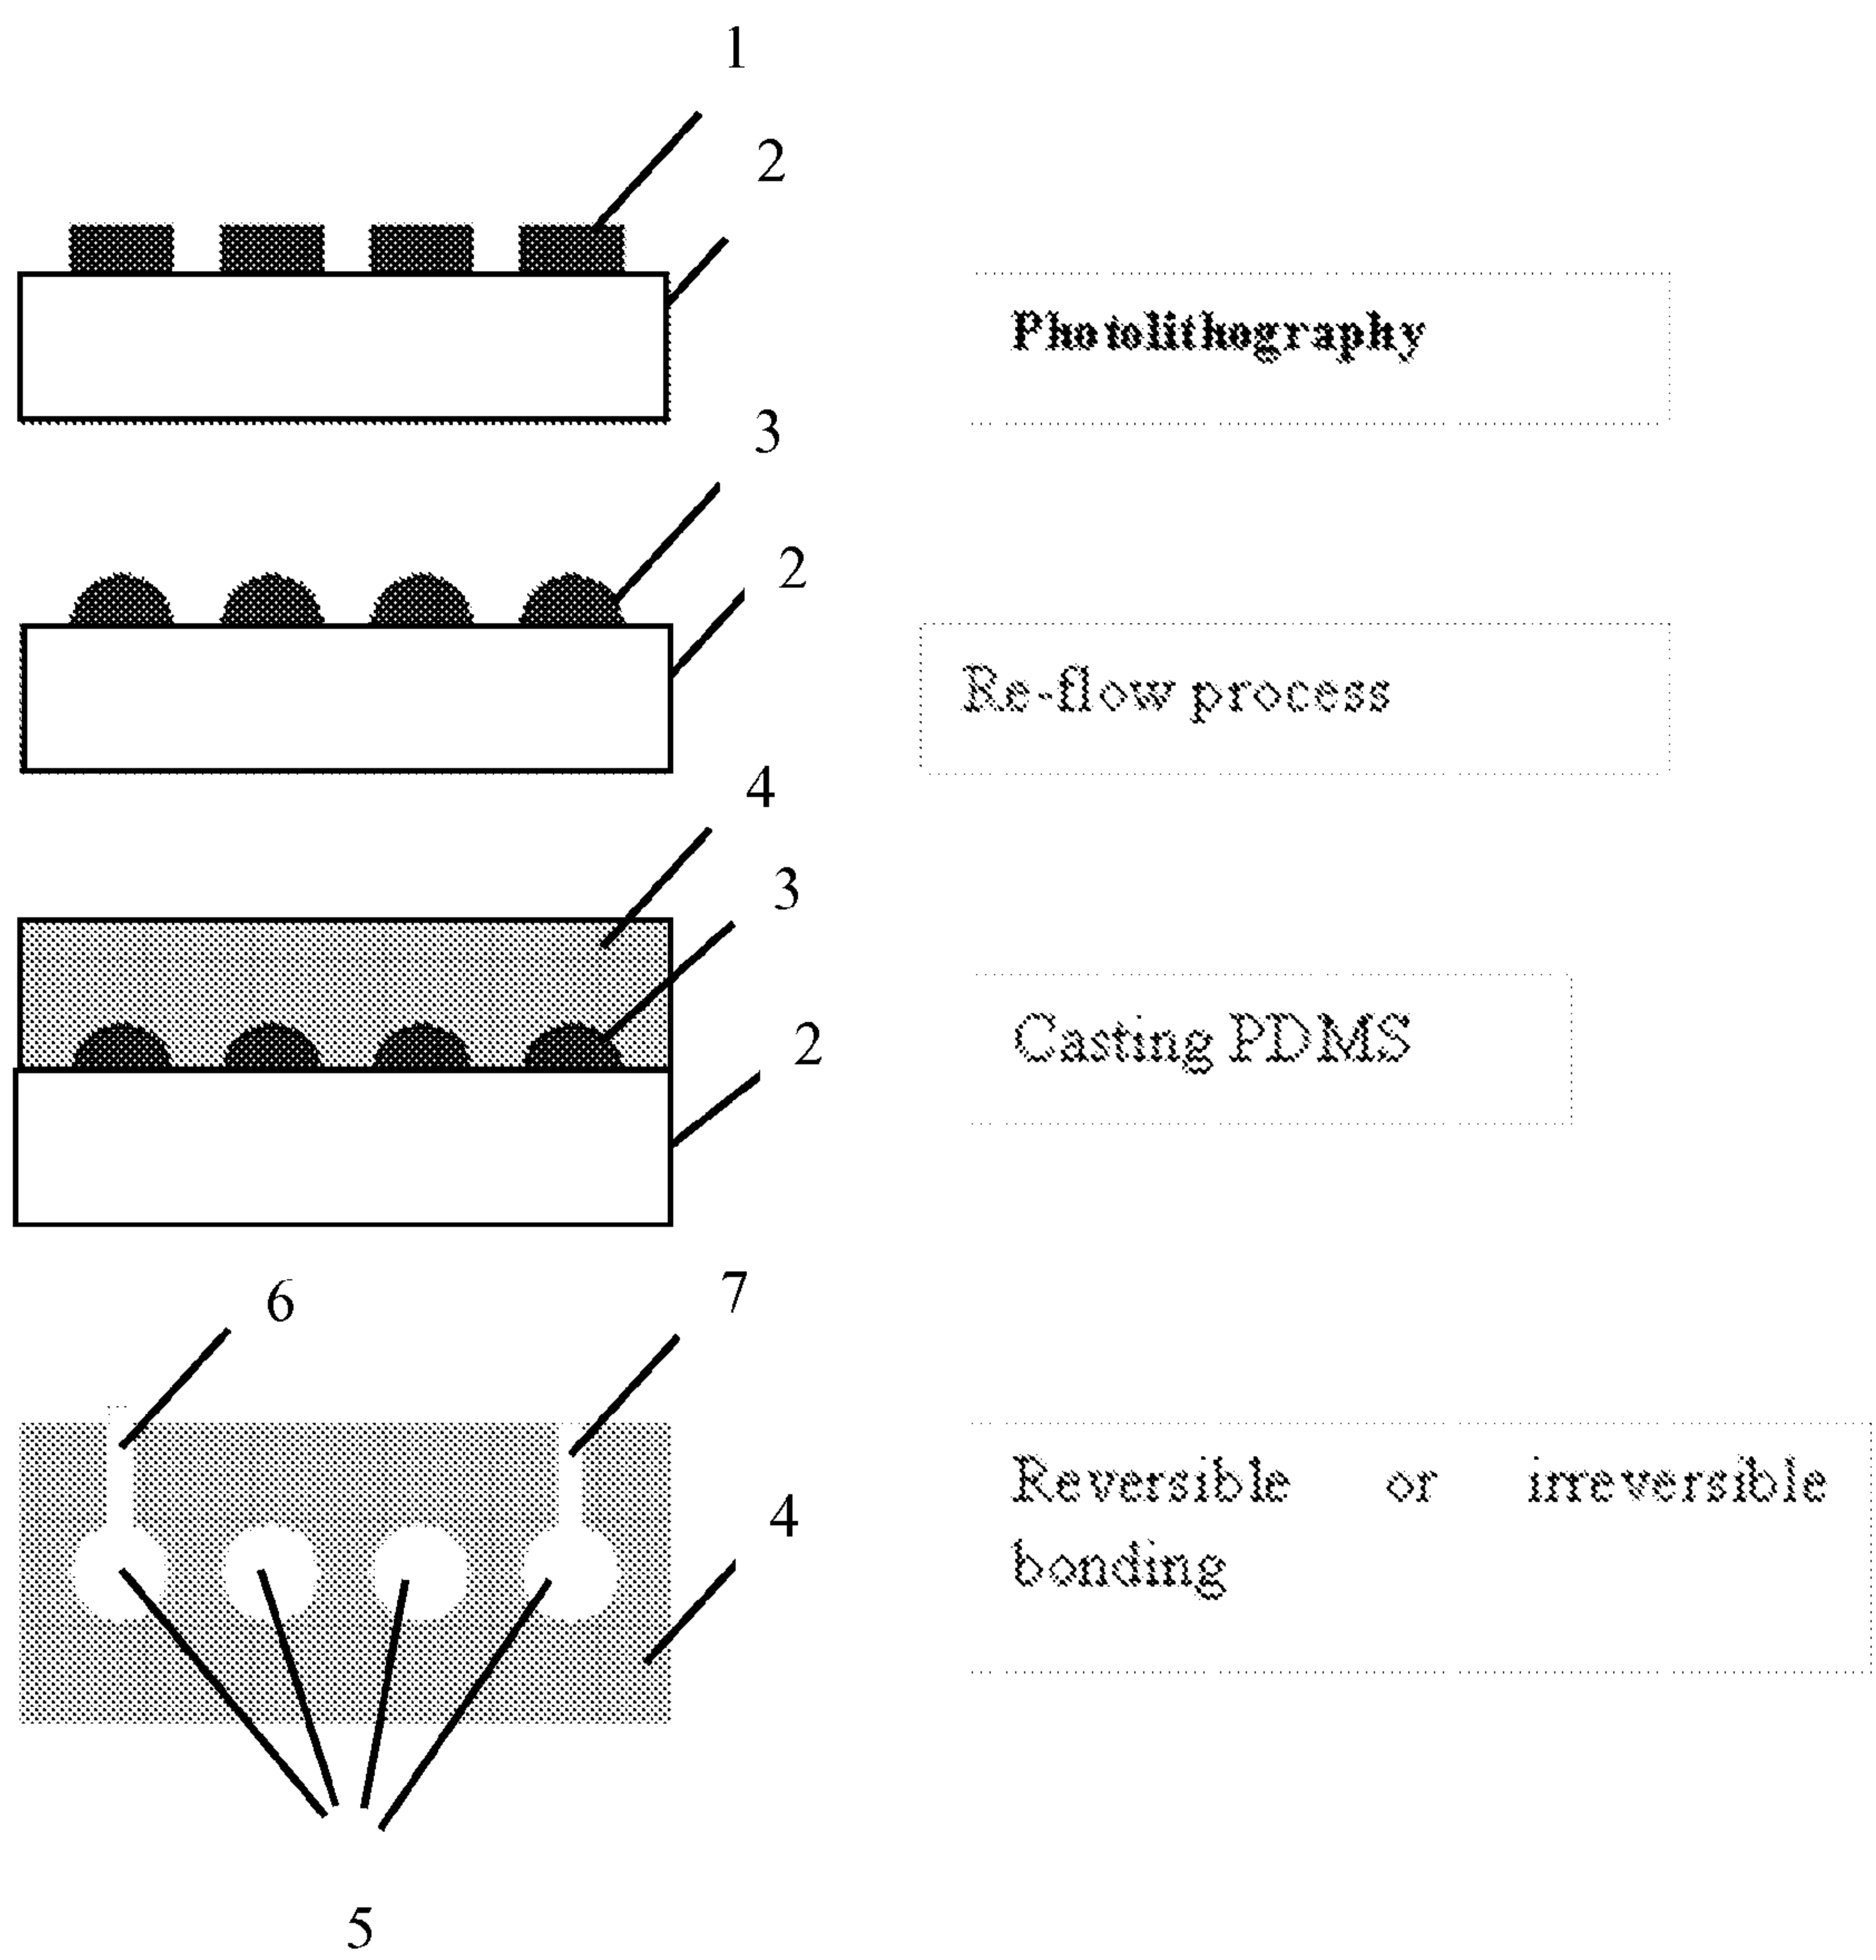 1
2
Photolithography
3
2
Re-flow process
4
3
2
Casting PDMS
6
7
4
Reversible or irreversible
bonding
5